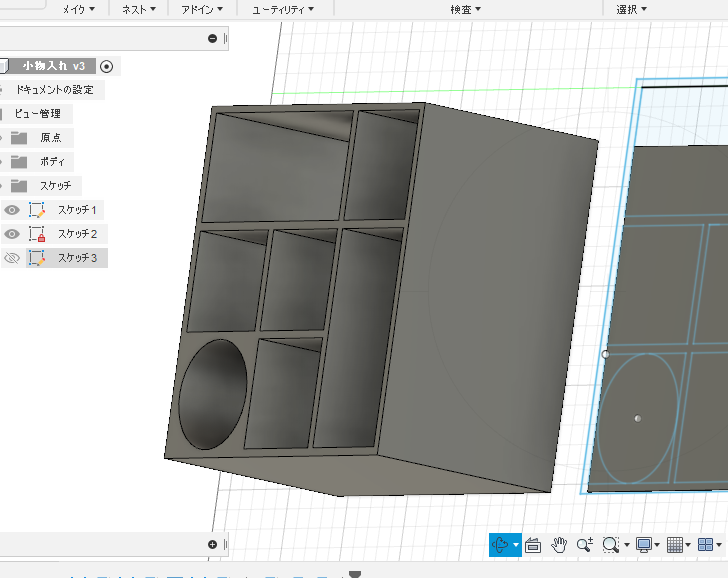 メイク▼ ネスト▼ アドイン▼ ユーティリティ▼ 検査▼ 選択▼
小物入れ v3
ドキュメントの設定
ビュー管理
原点
ボディ
スケッチ
スケッチ1
スケッチ2
スケッチ3